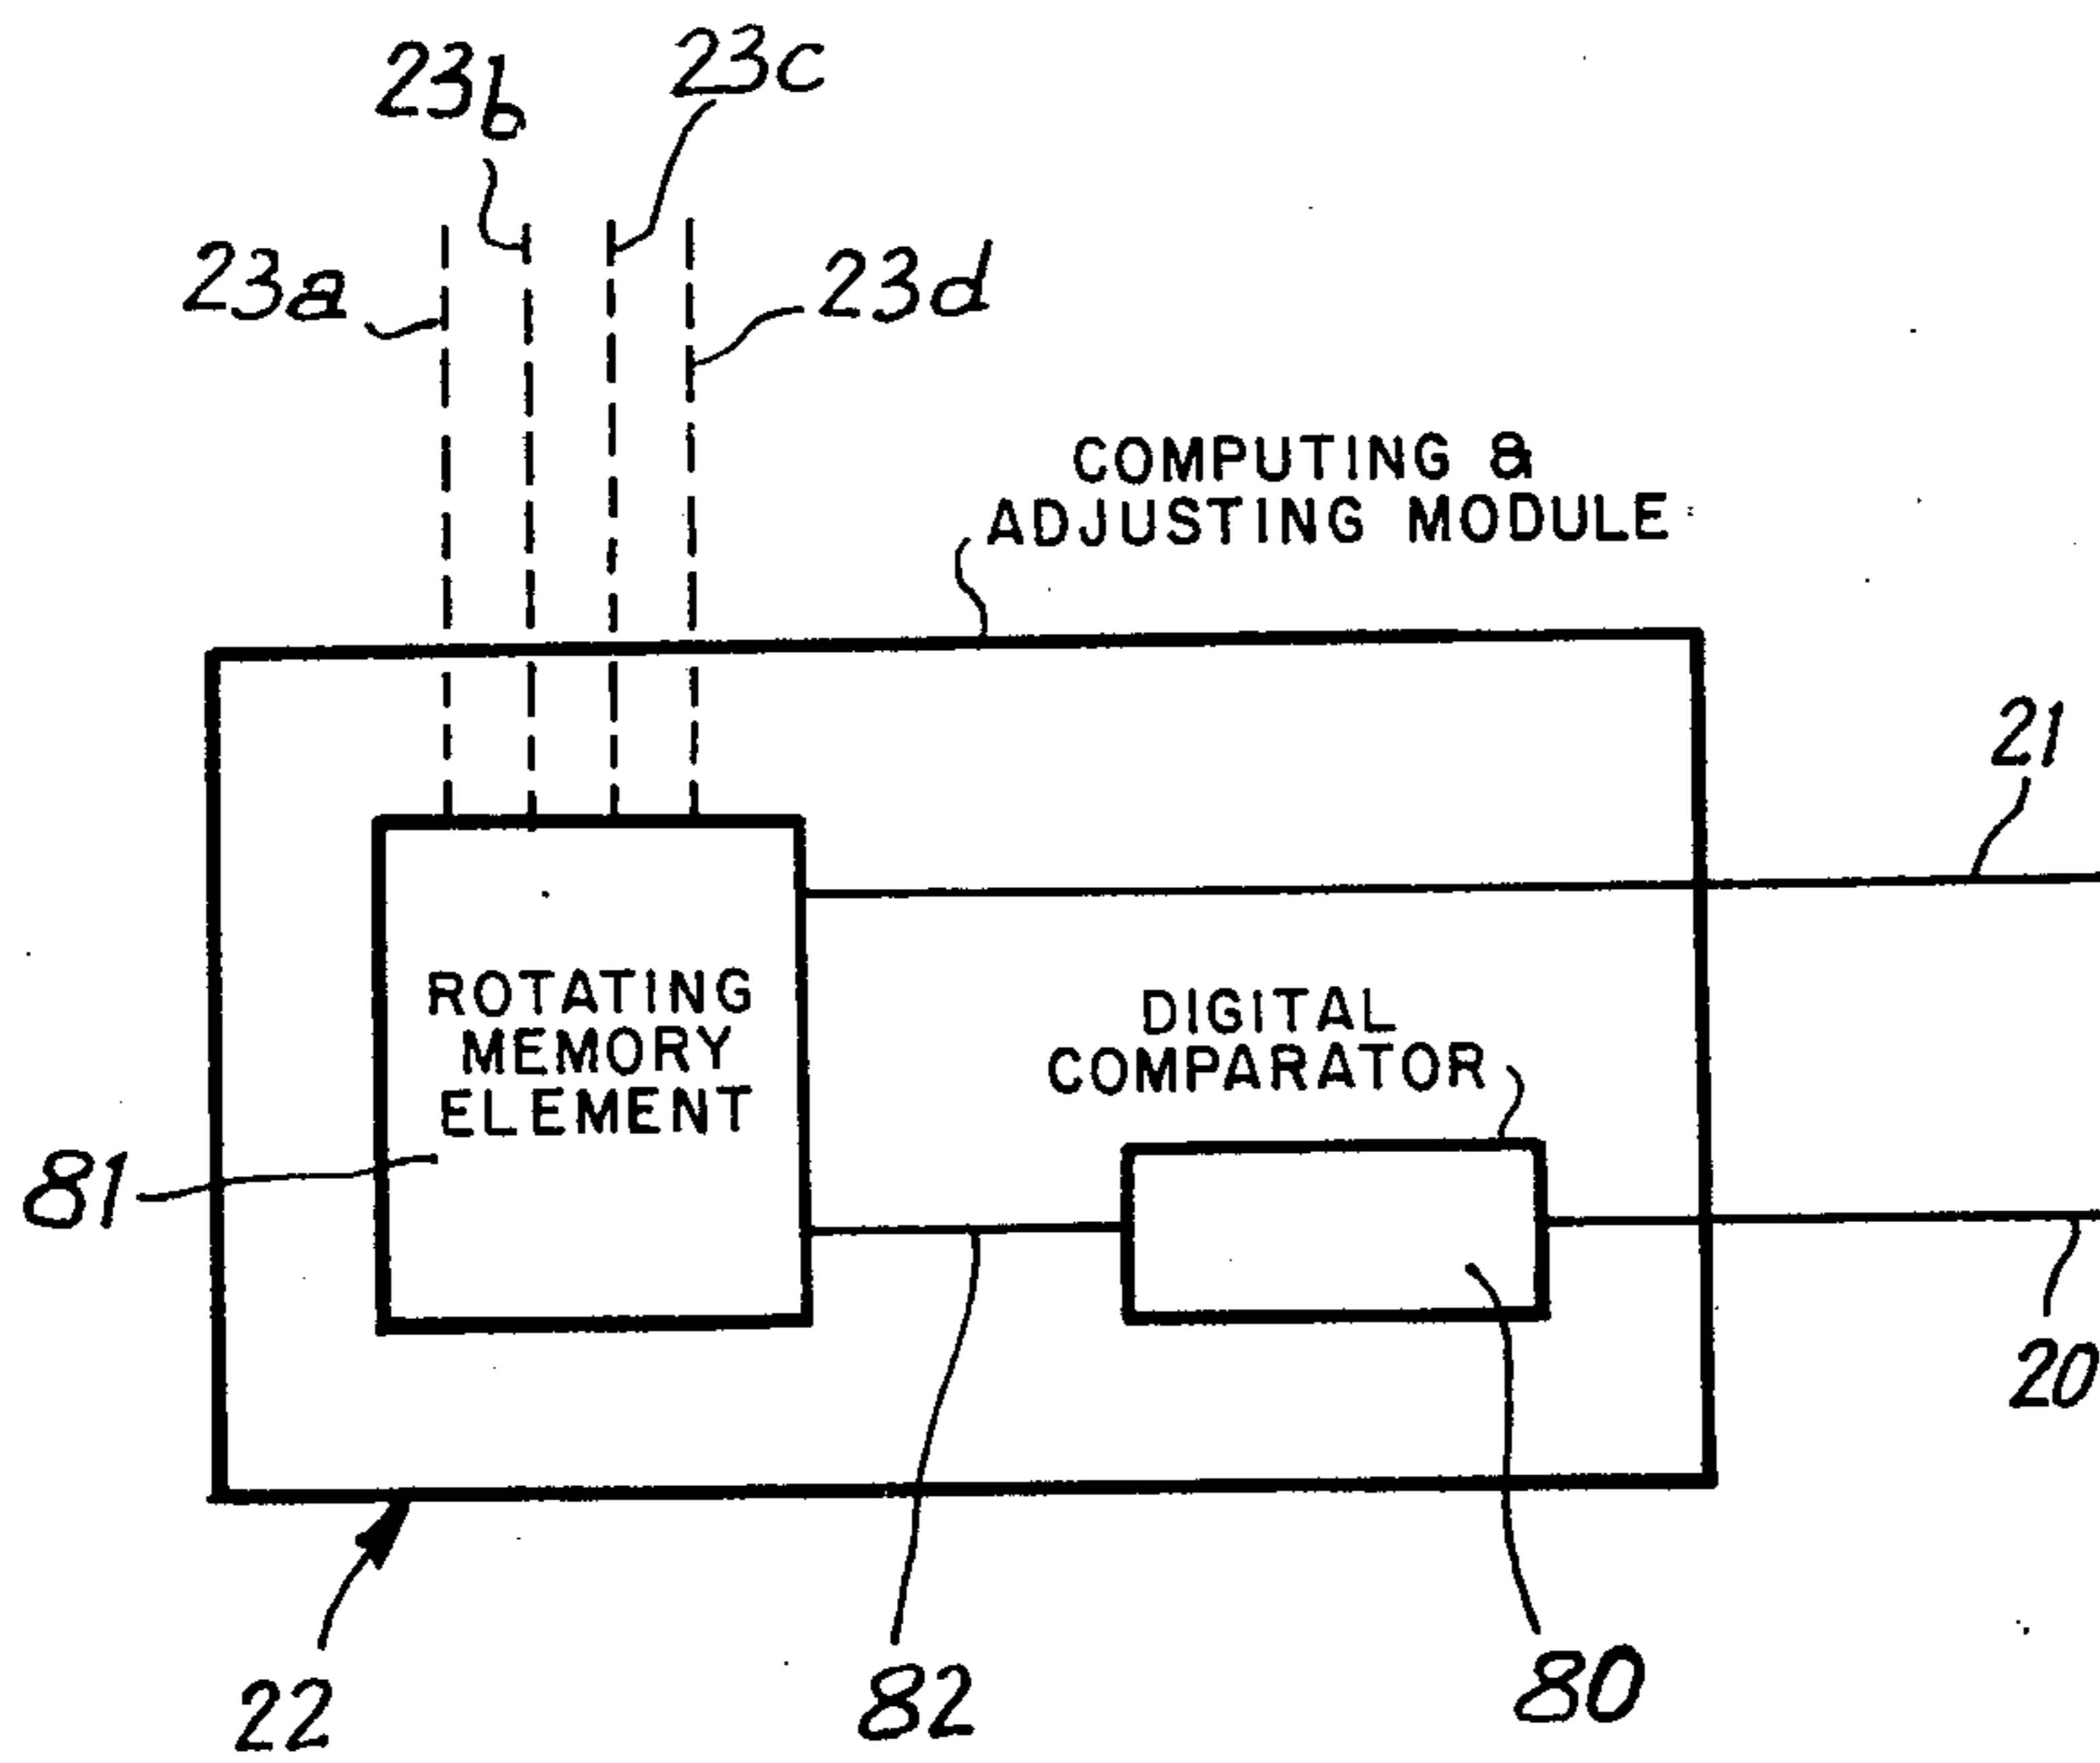 23b
23c
23a
23d
COMPUTING &
ADJUSTING MODULE
21
ROTATING
MEMORY
ELEMENT
DIGITAL
COMPARATOR
81
20
22
82
80